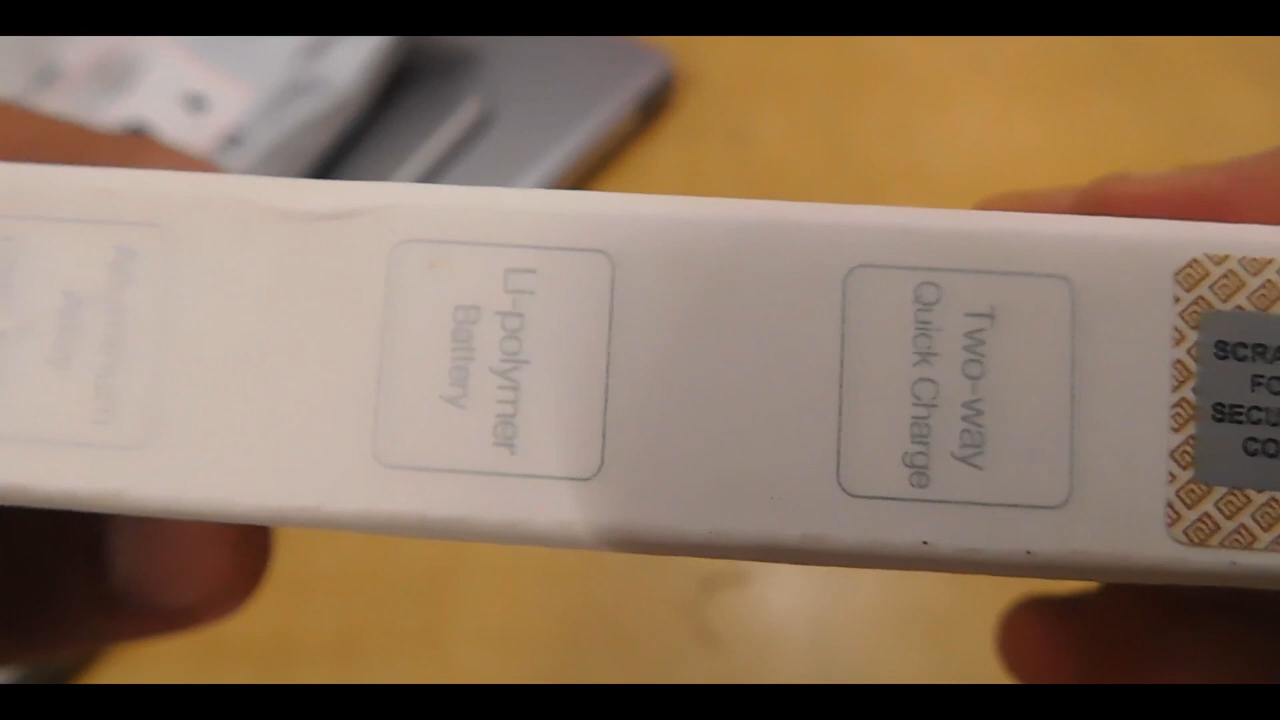 Two-way
Quick Charge
Li-polymer
Battery
SCRA
FO
SECU
CO